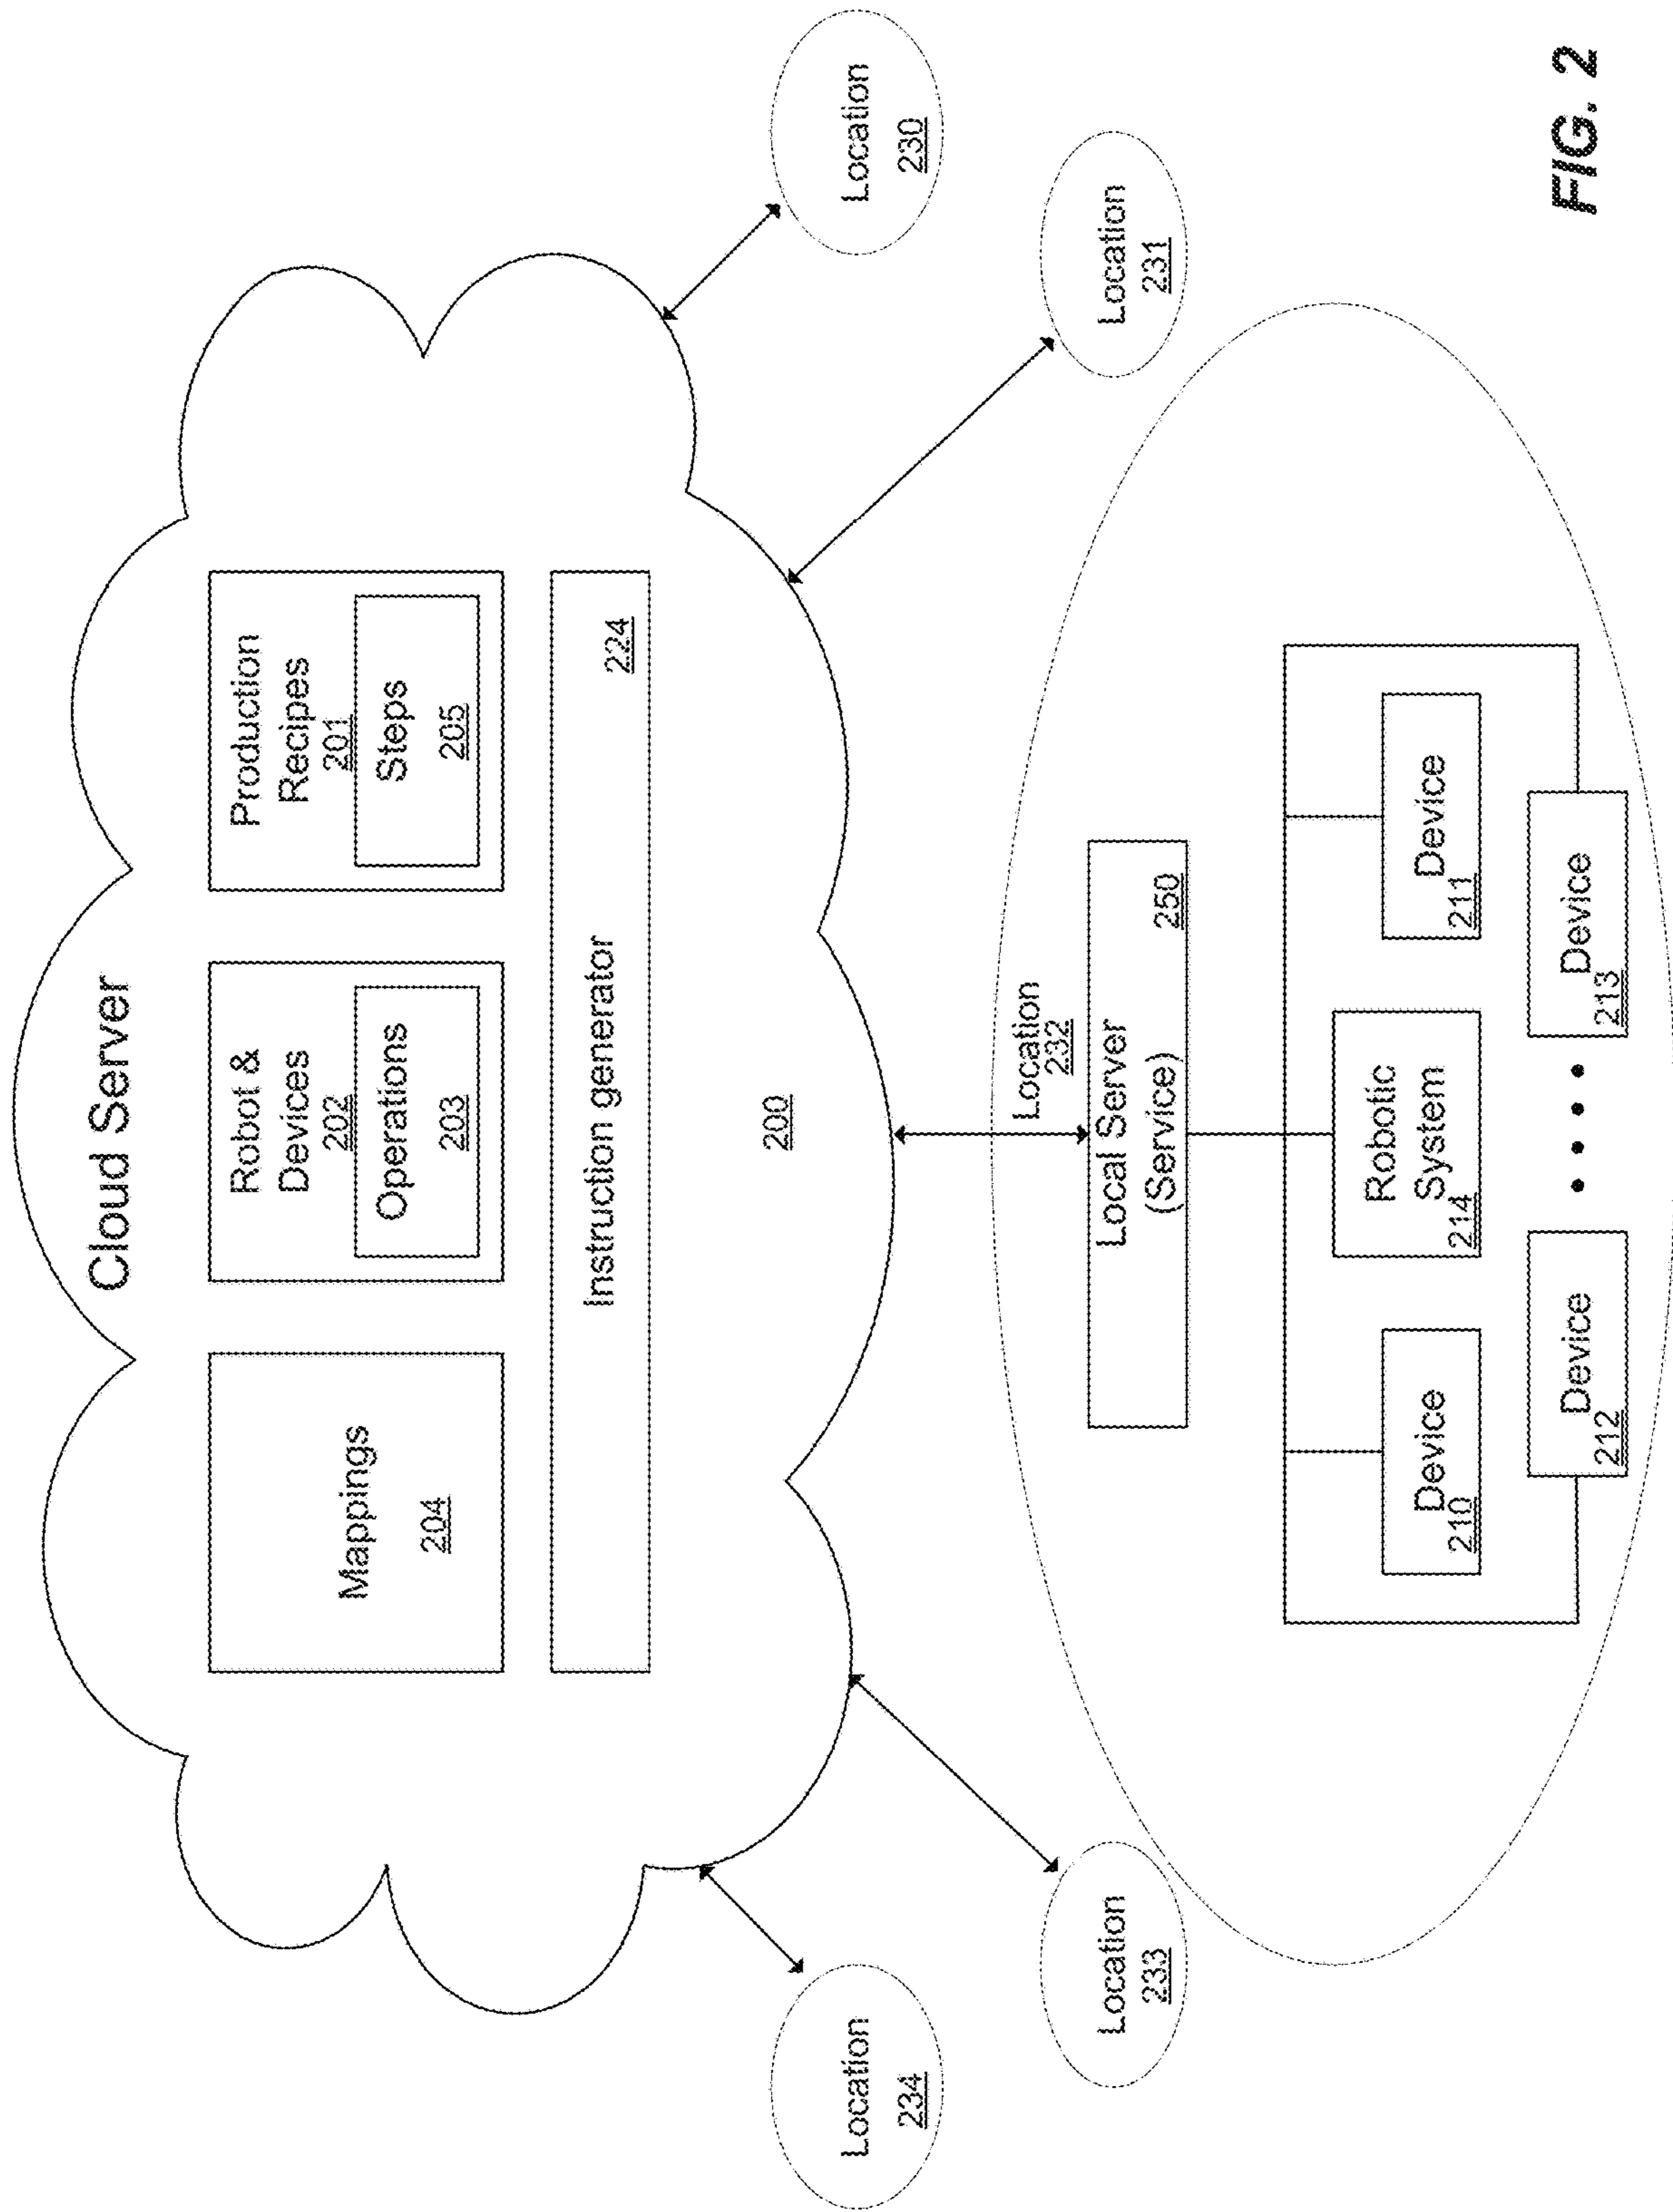 Cloud Server
Mappings
204
Robot &
Devices
202
Operations
203
Production
Recipes
201
Steps
205
Instruction generator
224
200
Location
234
Location
233
Location
232
Location
231
Location
230
Local Server
(Service)
250
Device
210
Robotic
System
214
Device
211
Device
212
Device
213
FIG. 2